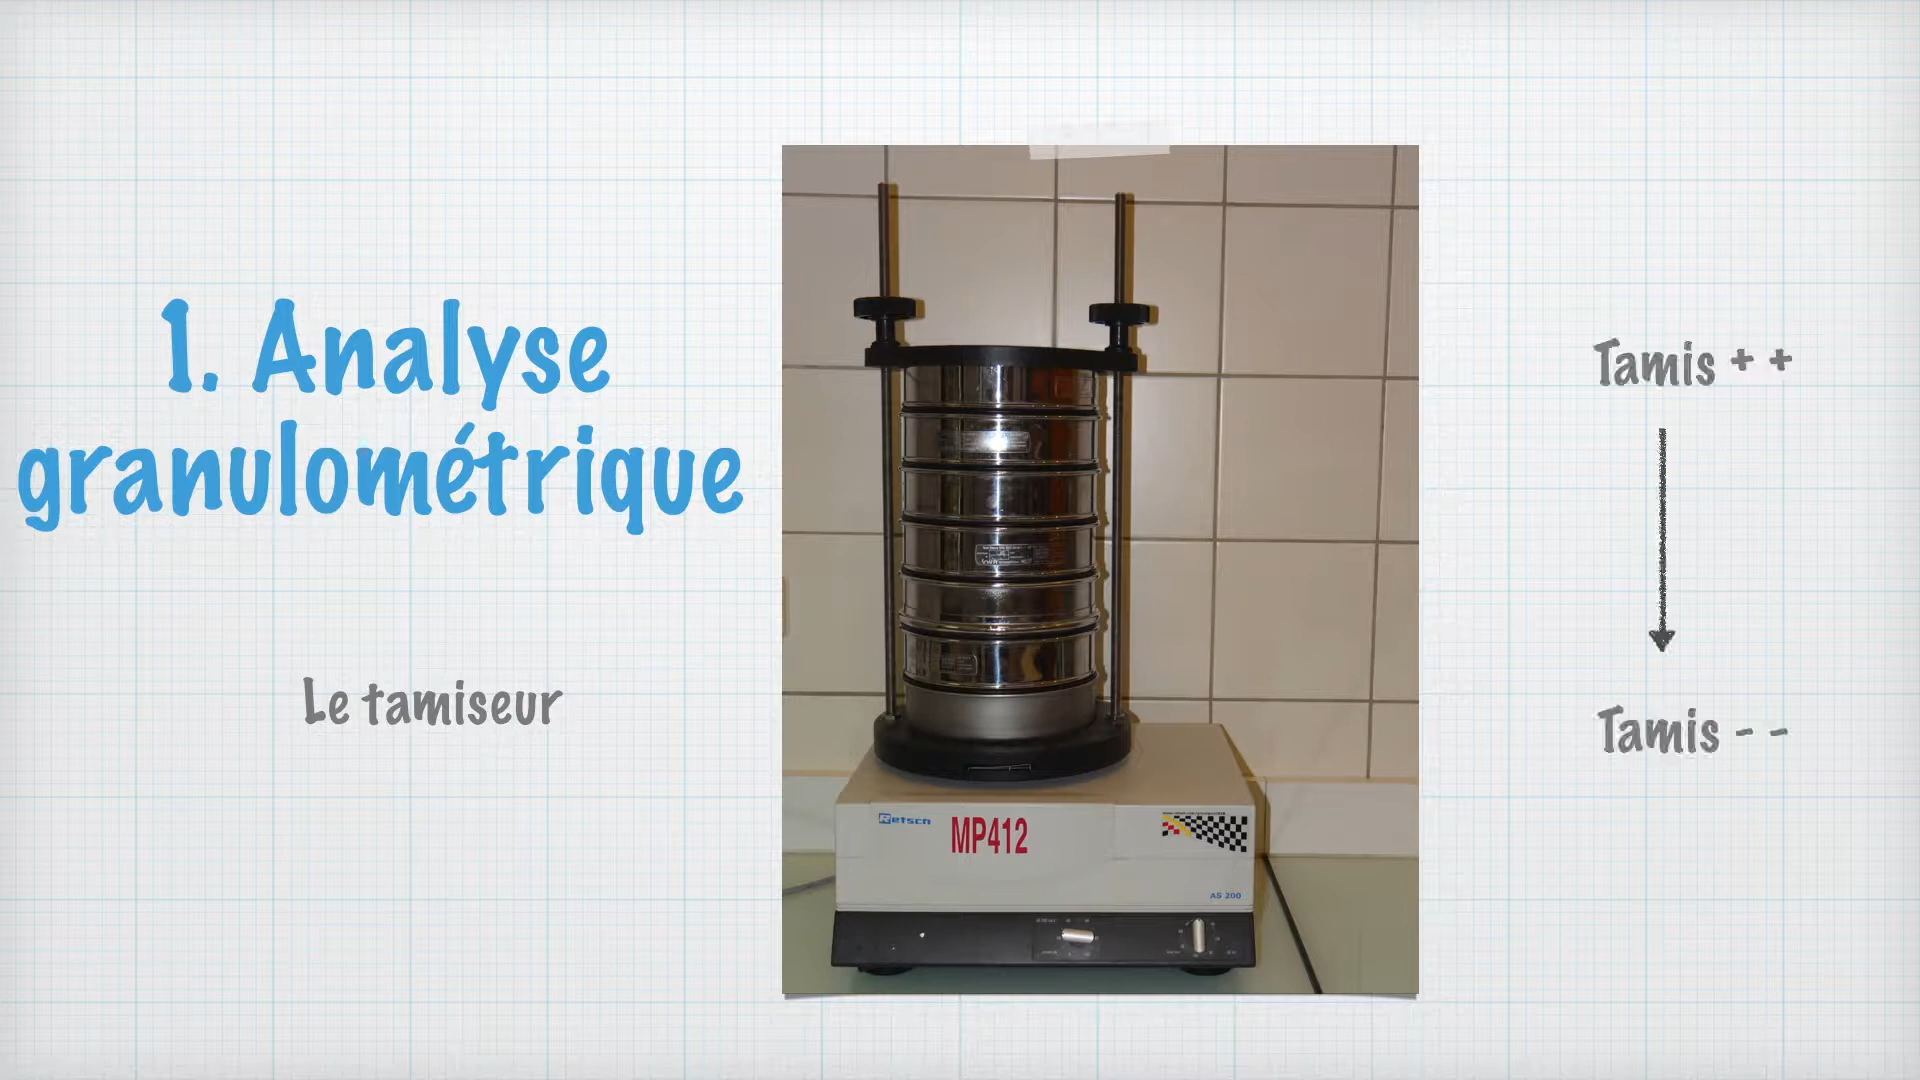 1. Analyse
granulométrique
Le tamiseur
Tamis + +
Tamis - -
Retsch
MP412
AS 200